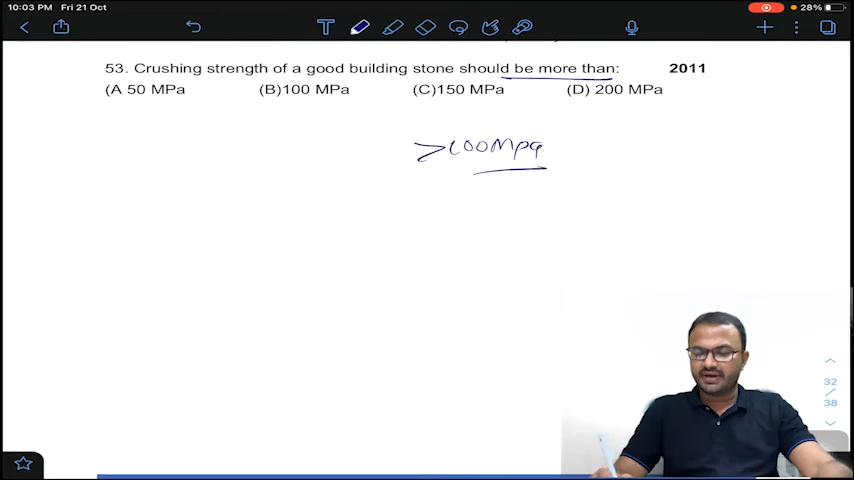 10:03 PM Fri 21 Oct
28%
53. Crushing strength of a good building stone should be more than: 2011
(A 50 MPa (B)100 MPa (C)150 MPa (D) 200 MPa
>100Mpa
32
38